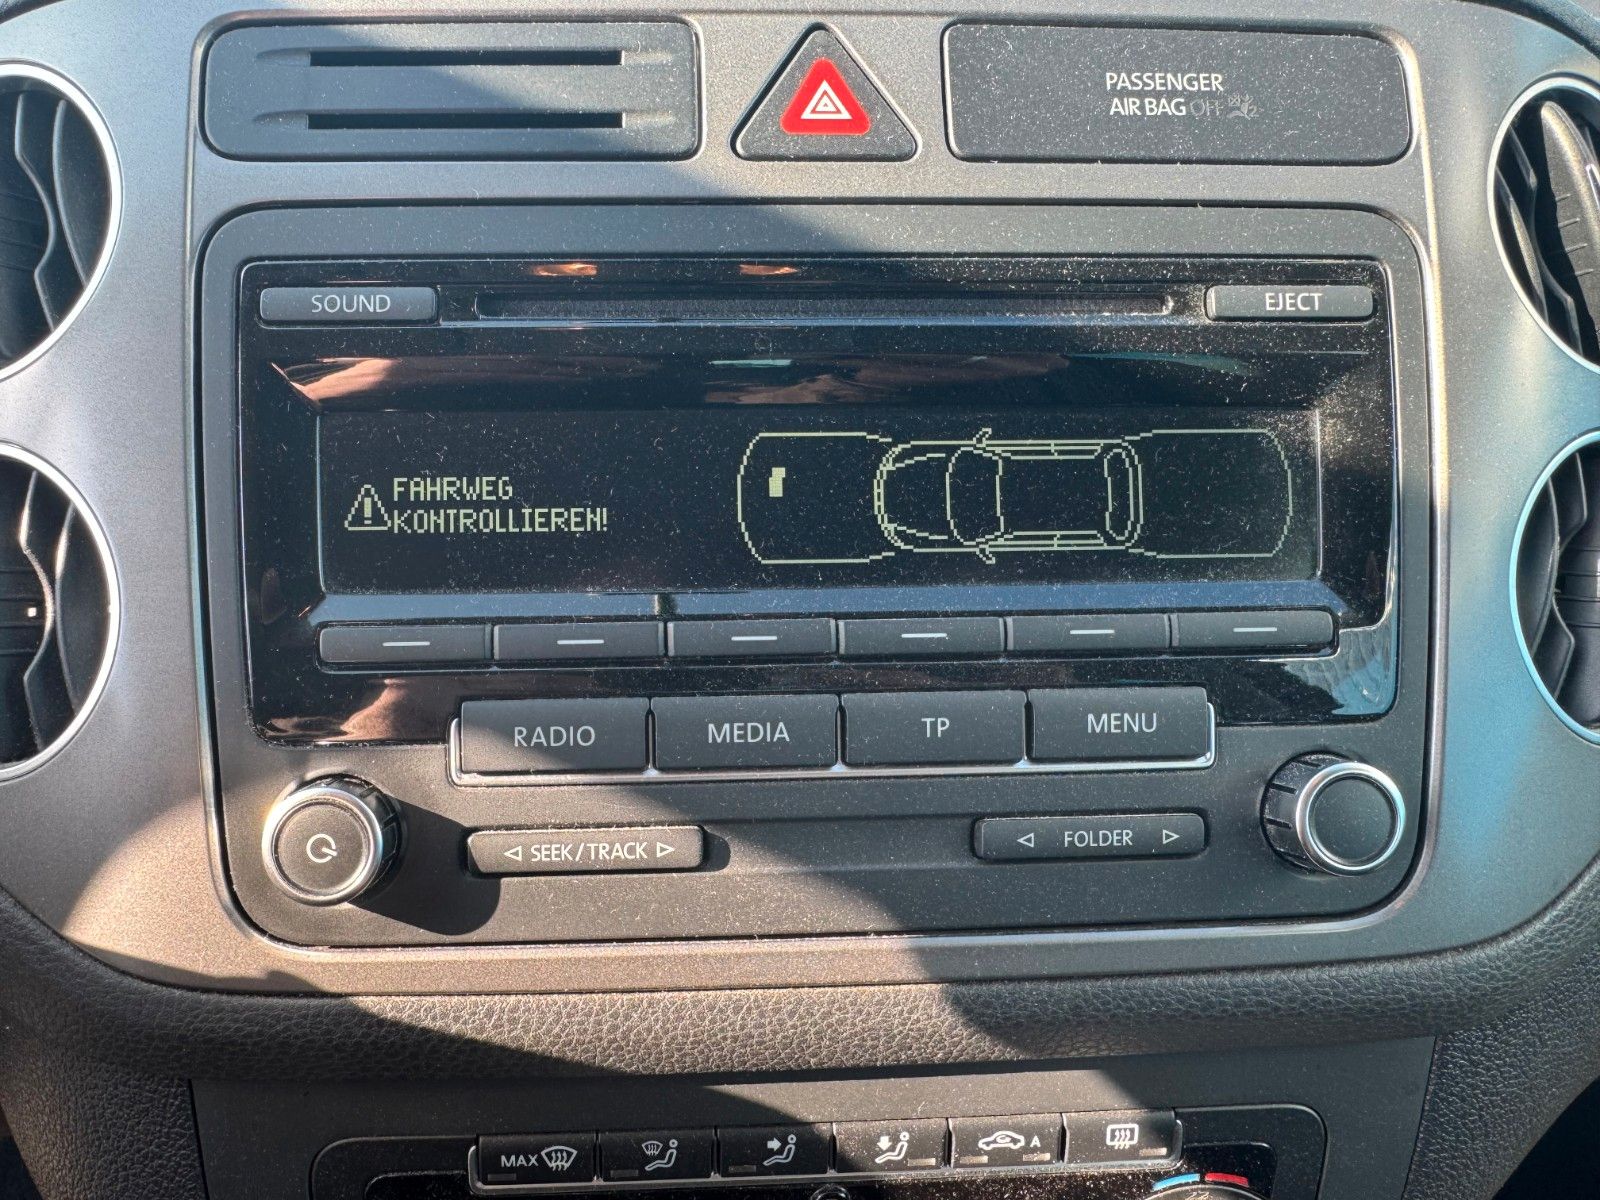 PASSENGER
AIR BAG OFF
SOUND
EJECT
FAHRWEG
KONTROLLIEREN!
RADIO
MEDIA
TP
MENU
SEEK/TRACK
FOLDER
MAX
A